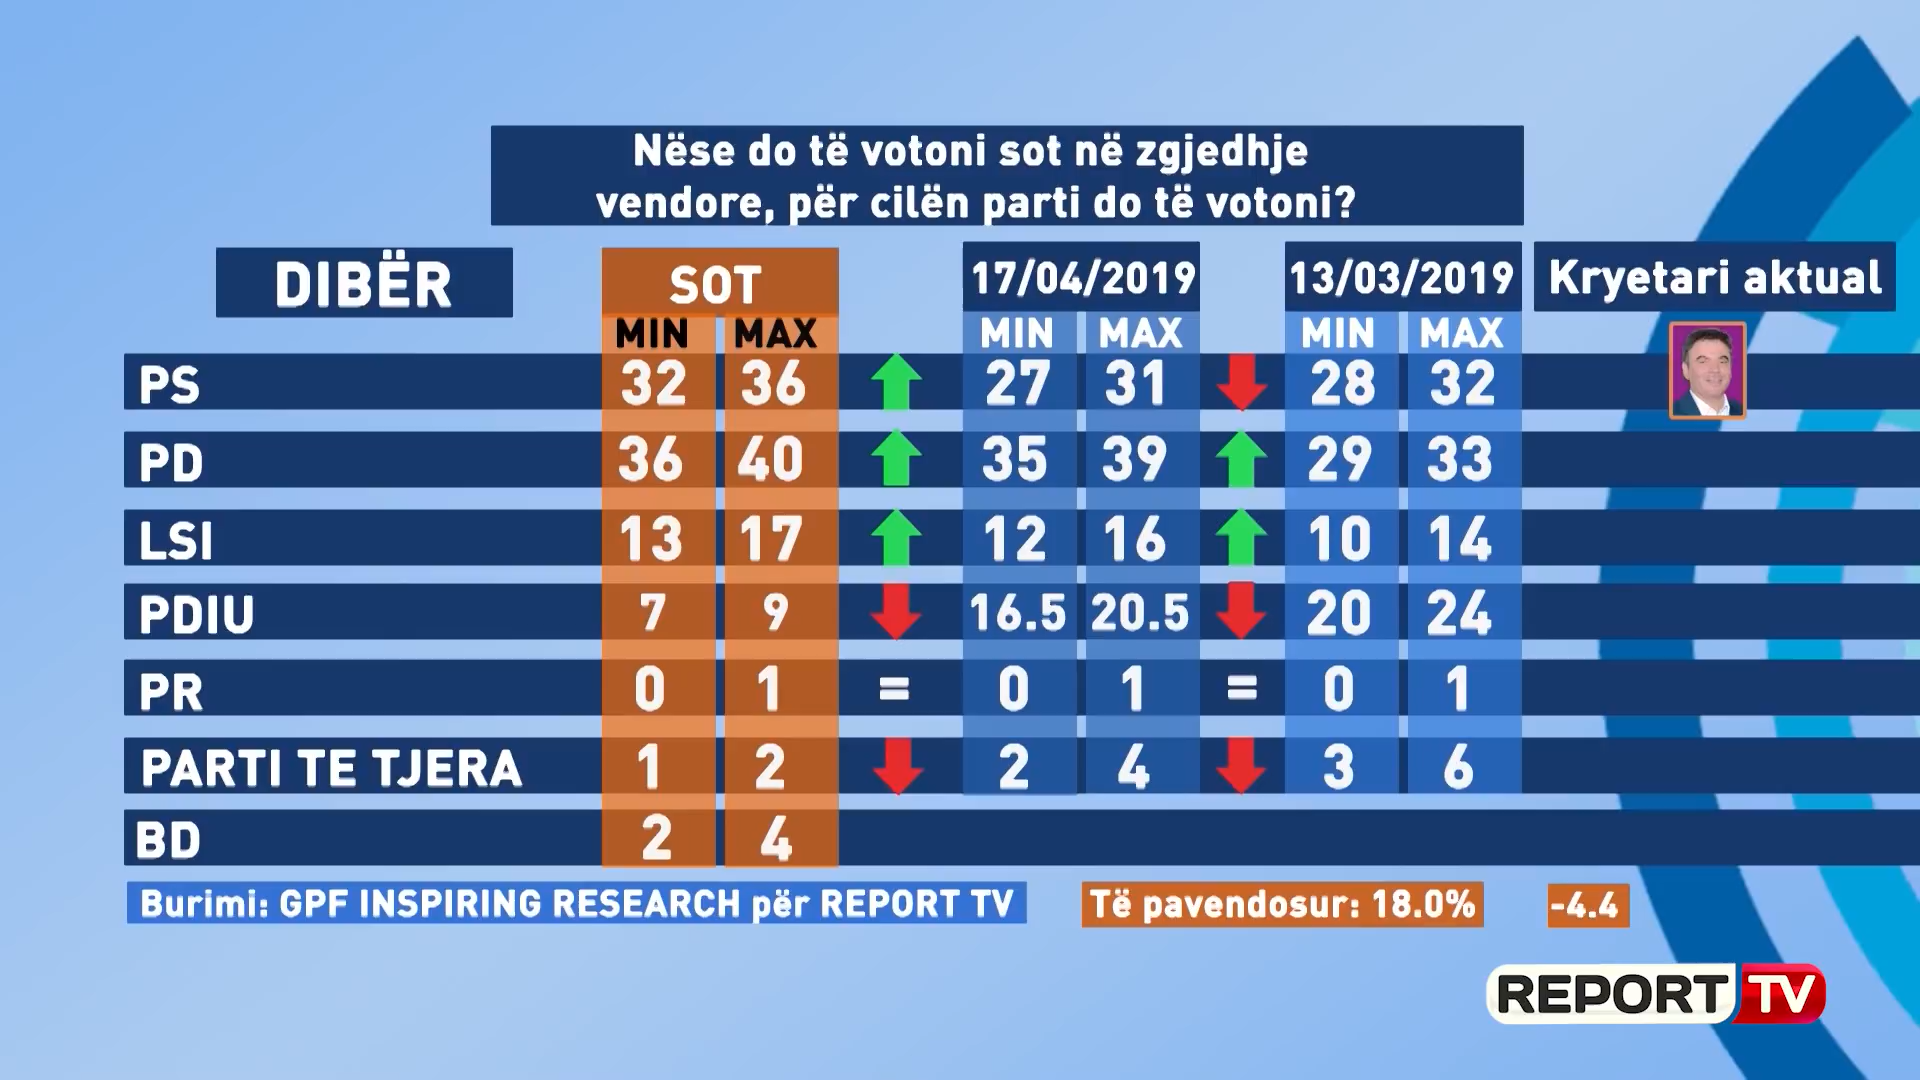 Nëse do të votoni sot në zgjedhje
vendore, për cilën parti do të votoni?
DIBËR SOT 17/04/2019 13/03/2019 Kryetari aktual
MIN MAX MIN MAX MIN MAX
PS 32 36 27 31 28 32
PD 36 40 35 39 29 33
LSI 13 17 12 16 10 14
PDIU 7 9 16.5 20.5 20 24
PR 0 1 = 0 1 = 0 1
PARTI TE TJERA 1 2 2 4 3 6
BD 2 4
Burimi: GPF INSPIRING RESEARCH për REPORT TV Të pavendosur: 18.0% -4.4
REPORT TV